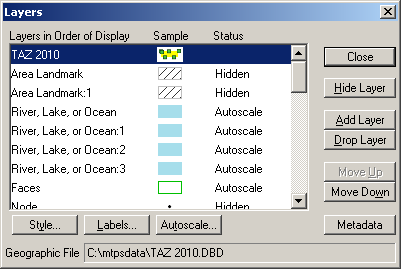 Layers
Layers in Order of Display Sample Status
TAZ 2010
Area Landmark Hidden
Area Landmark:1 Hidden
River, Lake, or Ocean Autoscale
River, Lake, or Ocean:1 Autoscale
River, Lake, or Ocean:2 Autoscale
River, Lake, or Ocean:3 Autoscale
Faces Autoscale
Node Hidden
Close
Hide Layer
Add Layer
Drop Layer
Move Up
Move Down
Style... Labels... Autoscale... Metadata
Geographic File... C:\mtpsdata\TAZ 2010.DBD